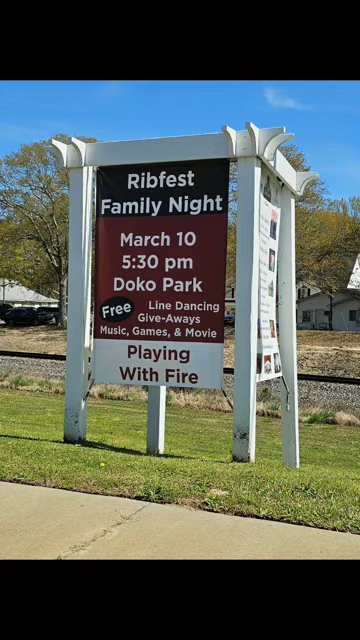 Ribfest
Family Night
March 10
5:30 pm
Doko Park
Free
Line Dancing
Give-Aways
Music, Games, & Movie
Playing
With Fire